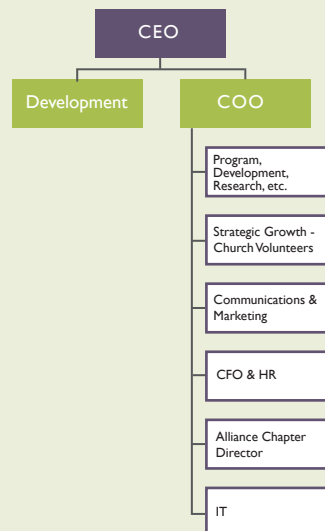 CEO
Development
COO
Program,
Development,
Research, etc.
Strategic Growth -
Church Volunteers
Communications &
Marketing
CFO & HR
Alliance Chapter
Director
IT